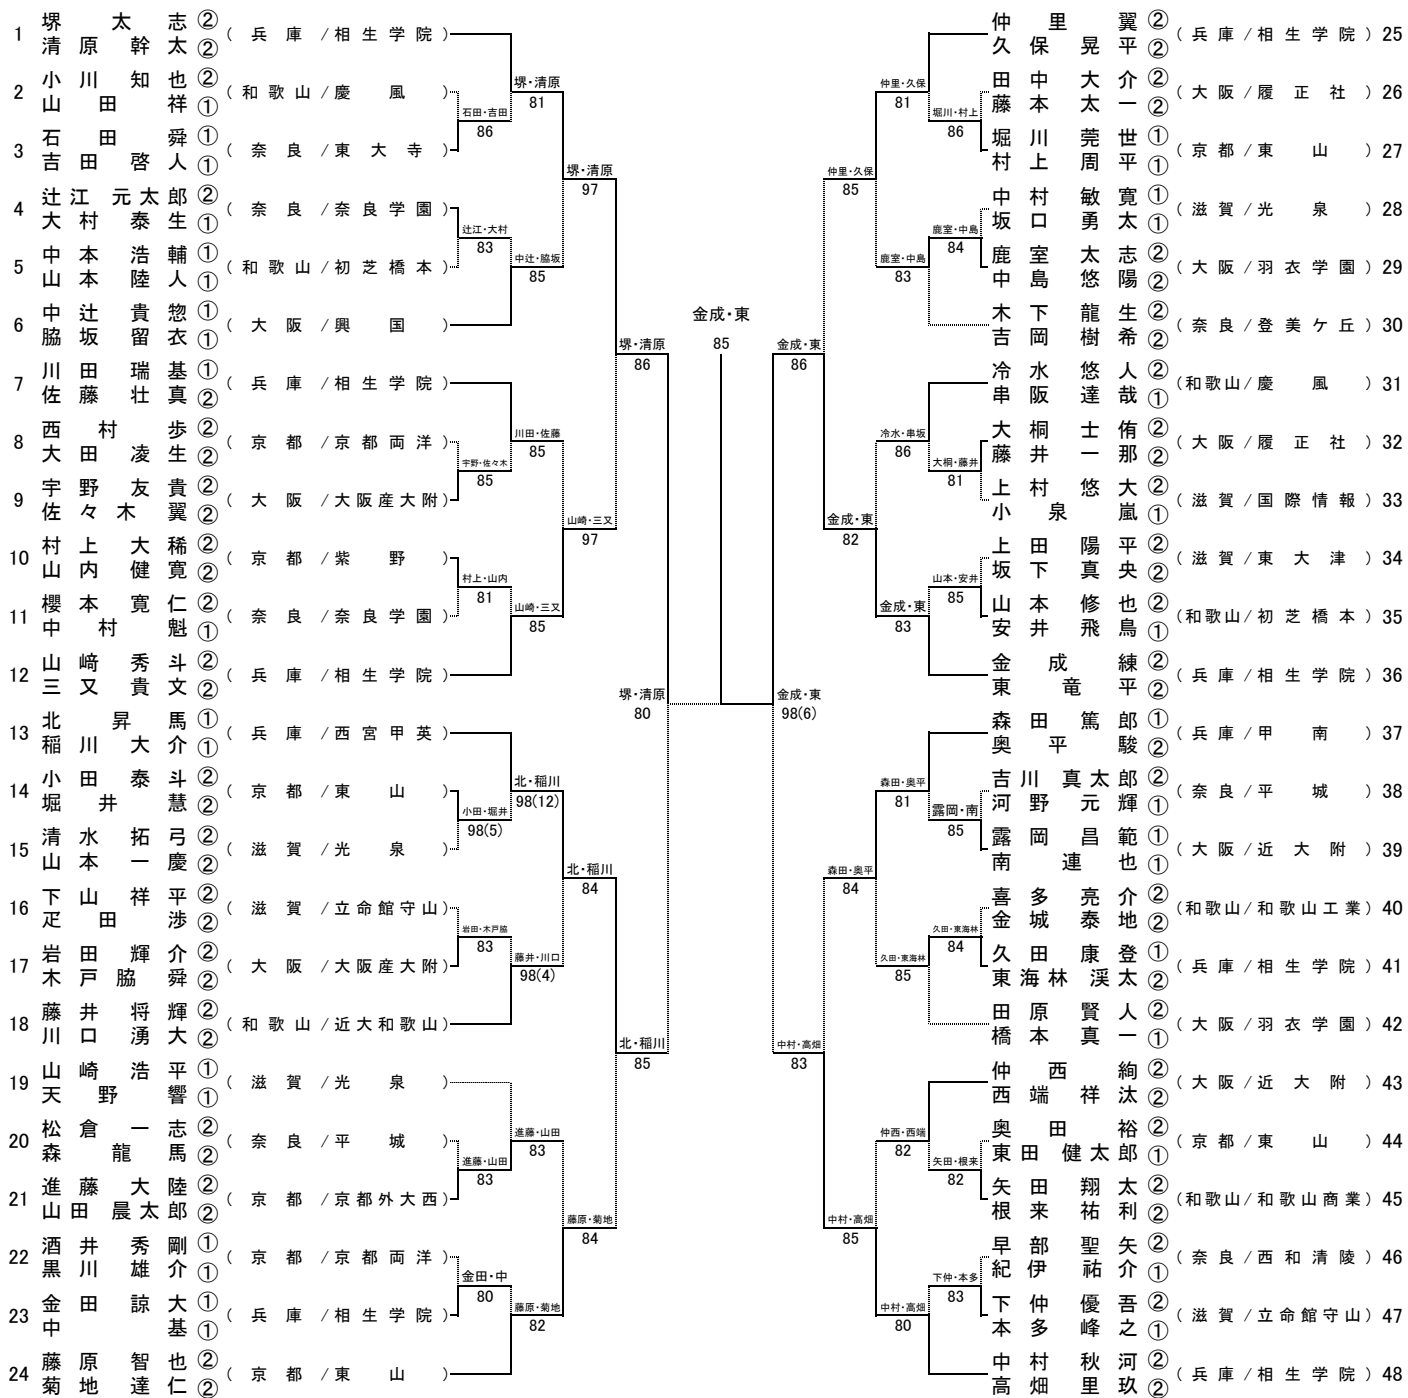 1 堺太志② 清原幹太② (兵庫/相生学院)
2 小川知也② 山田祥① (和歌山/慶風)
3 石田舜① 吉田啓人① (奈良/東大寺)
4 辻江元太郎② 大村泰生① (奈良/奈良学園)
5 中本浩輔① 山本陸人① (和歌山/初芝橋本)
6 中辻貴惣① 脇坂留衣① (大阪/興国)
7 川田瑞基① 佐藤壮真② (兵庫/相生学院)
8 西村歩② 大田凌生② (京都/京都両洋)
9 宇野友貴② 佐々木翼② (大阪/大阪産大附)
10 村上大稀② 山内健寛② (京都/紫野)
11 櫻本寛仁② 中村魁① (奈良/奈良学園)
12 山﨑秀斗② 三又貴文② (兵庫/相生学院)
13 北昇馬① 稲川大介① (兵庫/西宮甲英)
14 小田泰斗② 堀井慧② (京都/東山)
15 清水拓弓② 山本一慶② (滋賀/光泉)
16 下山祥平② 疋田渉② (滋賀/立命館守山)
17 岩田輝介② 木戸脇舜② (大阪/大阪産大附)
18 藤井将輝② 川口湧大② (和歌山/近大和歌山)
19 山崎浩平① 天野響① (滋賀/光泉)
20 松倉一志② 森龍馬② (奈良/平城)
21 進藤大陸② 山田晨太郎② (京都/京都外大西)
22 酒井秀剛① 黒川雄介① (京都/京都両洋)
23 金田諒大① 中基① (兵庫/相生学院)
24 藤原智也② 菊地達仁② (京都/東山)
石田・吉田 86
辻江・大村 83
宇野・佐々木 85
村上・山内 81
小田・堀井 98(5)
岩田・木戸脇 83
進藤・山田 83
金田・中 80
堺・清原 81
中辻・脇坂 85
川田・佐藤 85
山崎・三又 85
北・稲川 98(12)
藤井・川口 98(4)
進藤・山田 83
藤原・菊地 82
堺・清原 97
山崎・三又 97
北・稲川 84
藤原・菊地 84
堺・清原 86
北・稲川 85
堺・清原 80
金成・東 85
金成・東 98(6)
金成・東 86
中村・高畑 83
仲里・久保 85
金成・東 82
森田・奥平 84
中村・高畑 85
仲里・久保 81
鹿室・中島 83
冷水・串坂 86
金成・東 83
森田・奥平 81
久田・東海林 85
仲西・西端 82
中村・高畑 80
堀川・村上 86
鹿室・中島 84
大桐・藤井 81
山本・安井 85
露岡・南 85
久田・東海林 84
矢田・根来 82
下仲・本多 83
仲里翼② 久保晃平② (兵庫/相生学院) 25
田中大介② 藤本太一② (大阪/履正社) 26
堀川莞世① 村上周平① (京都/東山) 27
中村敏寛① 坂口勇太① (滋賀/光泉) 28
鹿室太志② 中島悠陽② (大阪/羽衣学園) 29
木下龍生② 吉岡樹希② (奈良/登美ケ丘) 30
冷水悠人② 串阪達哉① (和歌山/慶風) 31
大桐士侑② 藤井一那② (大阪/履正社) 32
上村悠大② 小泉嵐① (滋賀/国際情報) 33
上田陽平② 坂下真央② (滋賀/東大津) 34
山本修也② 安井飛鳥① (和歌山/初芝橋本) 35
金成練② 東竜平② (兵庫/相生学院) 36
森田篤郎① 奥平駿② (兵庫/甲南) 37
吉川真太郎② 河野元輝① (奈良/平城) 38
露岡昌範① 南連也① (大阪/近大附) 39
喜多亮介② 金城泰地② (和歌山/和歌山工業) 40
久田康登① 東海林渓太② (兵庫/相生学院) 41
田原賢人② 橋本真一① (大阪/羽衣学園) 42
仲西絢② 西端祥汰② (大阪/近大附) 43
奥田裕② 東田健太郎① (京都/東山) 44
矢田翔太② 根来祐利② (和歌山/和歌山商業) 45
早部聖矢② 紀伊祐介① (奈良/西和清陵) 46
下仲優吾② 本多峰之① (滋賀/立命館守山) 47
中村秋河② 高畑里玖② (兵庫/相生学院) 48